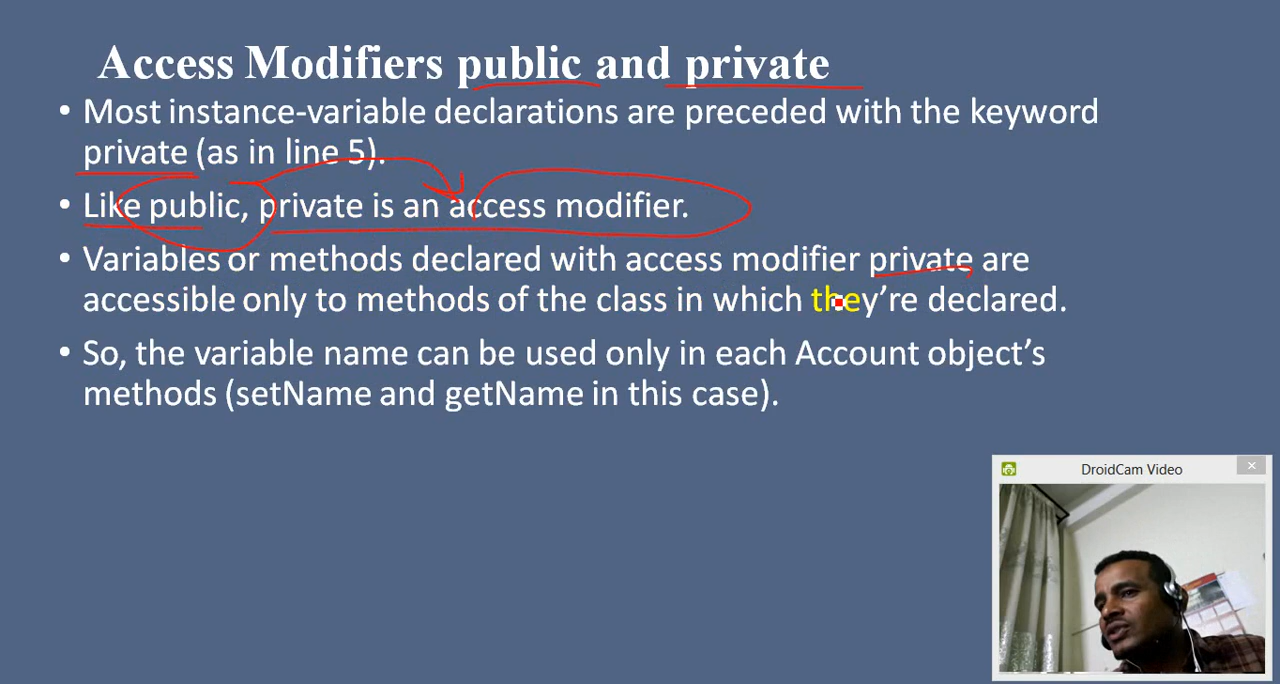 Access Modifiers public and private
• Most instance-variable declarations are preceded with the keyword
private (as in line 5).
• Like public, private is an access modifier.
• Variables or methods declared with access modifier private are
accessible only to methods of the class in which they're declared.
• So, the variable name can be used only in each Account object's
methods (setName and getName in this case).
DroidCam Video